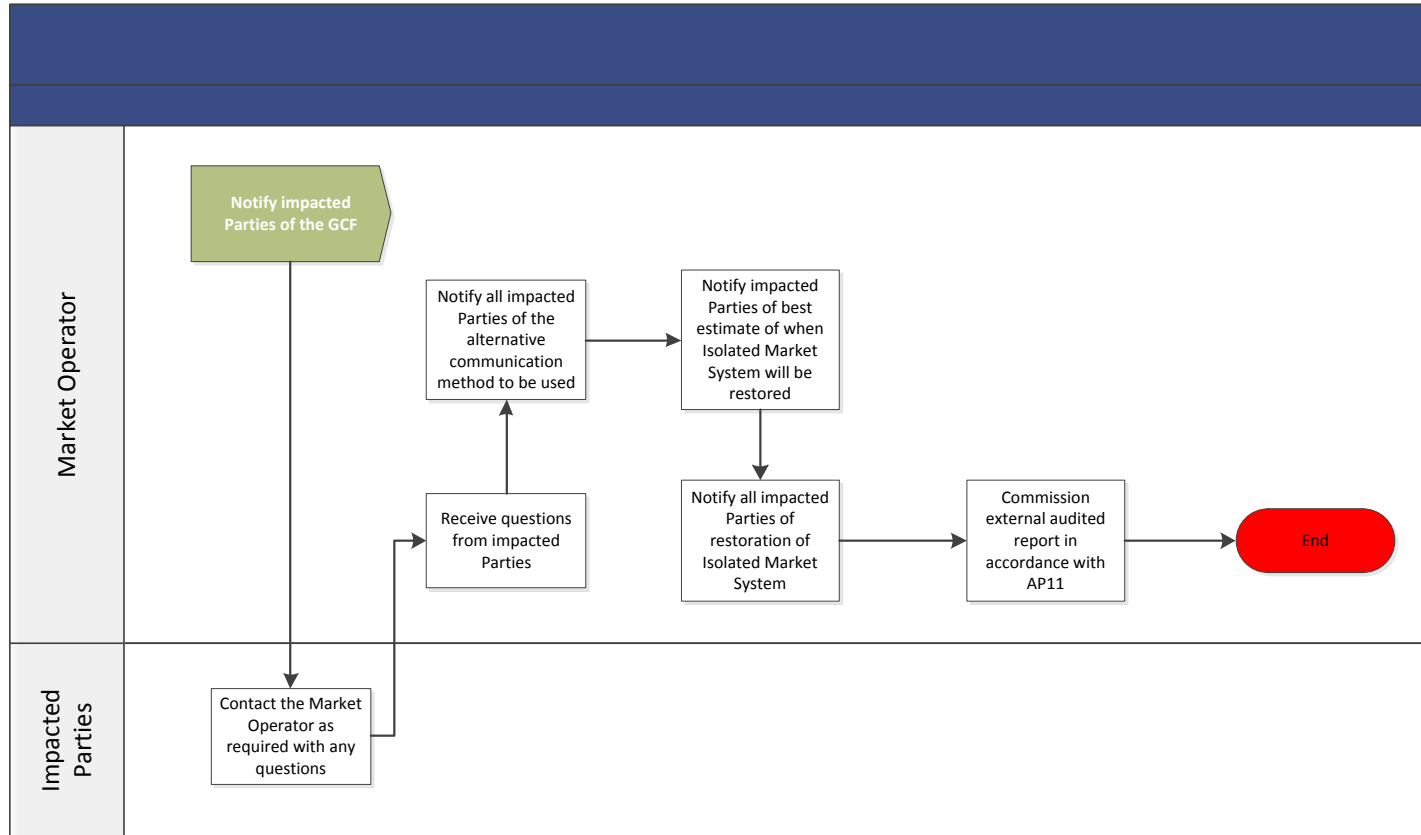 Market Operator
Notify impacted
Parties of the GCF
Notify all impacted
Parties of the
alternative
communication
method to be used
Notify impacted
Parties of best
estimate of when
Isolated Market
System will be
restored
Receive questions
from impacted
Parties
Notify all impacted
Parties of
restoration of
Isolated Market
System
Commission
external audited
report in
accordance with
AP11
End
Impacted
Parties
Contact the Market
Operator as
required with any
questions